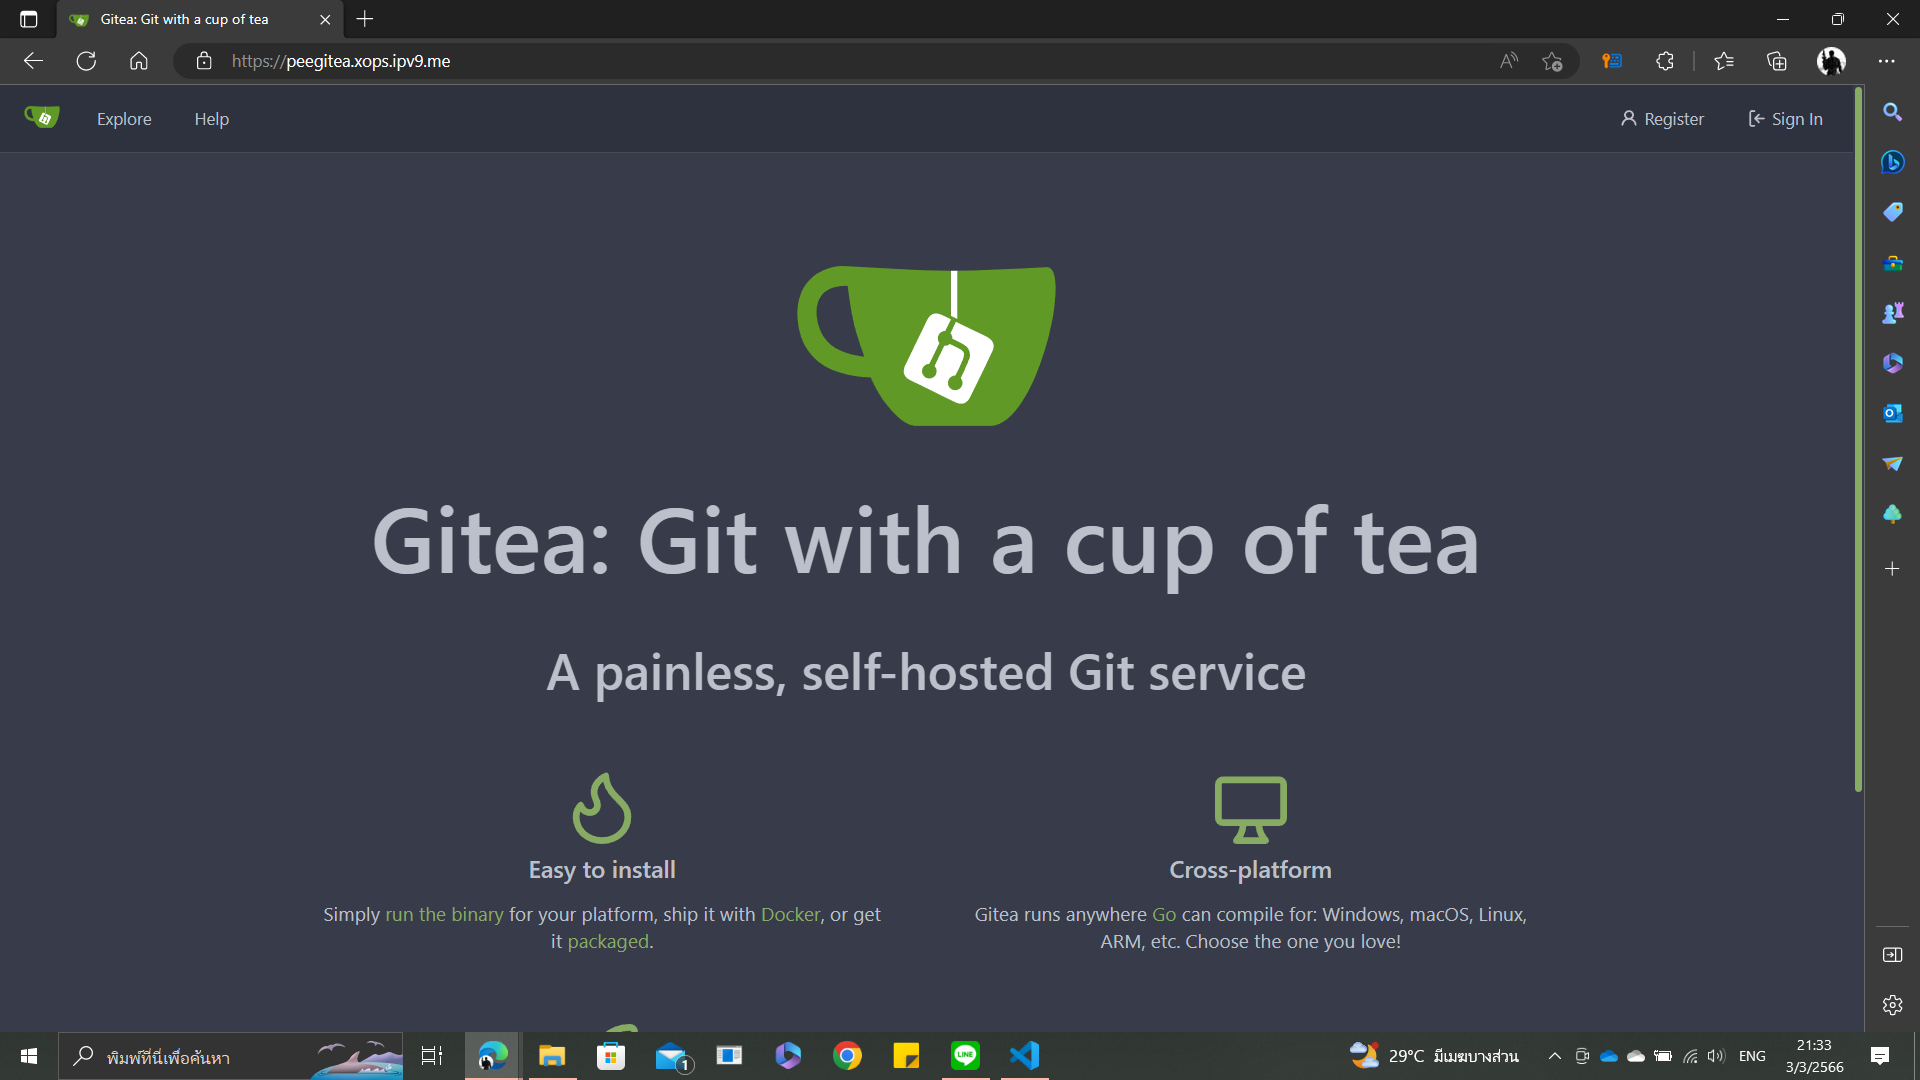 Gitea: Git with a cup of tea
https://peegitea.xops.ipv9.me
Explore
Help
Register
Sign In
Gitea: Git with a cup of tea
A painless, self-hosted Git service
Easy to install
Simply run the binary for your platform, ship it with Docker, or get
it packaged.
Cross-platform
Gitea runs anywhere Go can compile for: Windows, macOS, Linux,
ARM, etc. Choose the one you love!
พิมพ์ที่นี่เพื่อค้นหา
1
LINE
29°C มีเมฆบางส่วน
ENG
21:33
3/3/2566